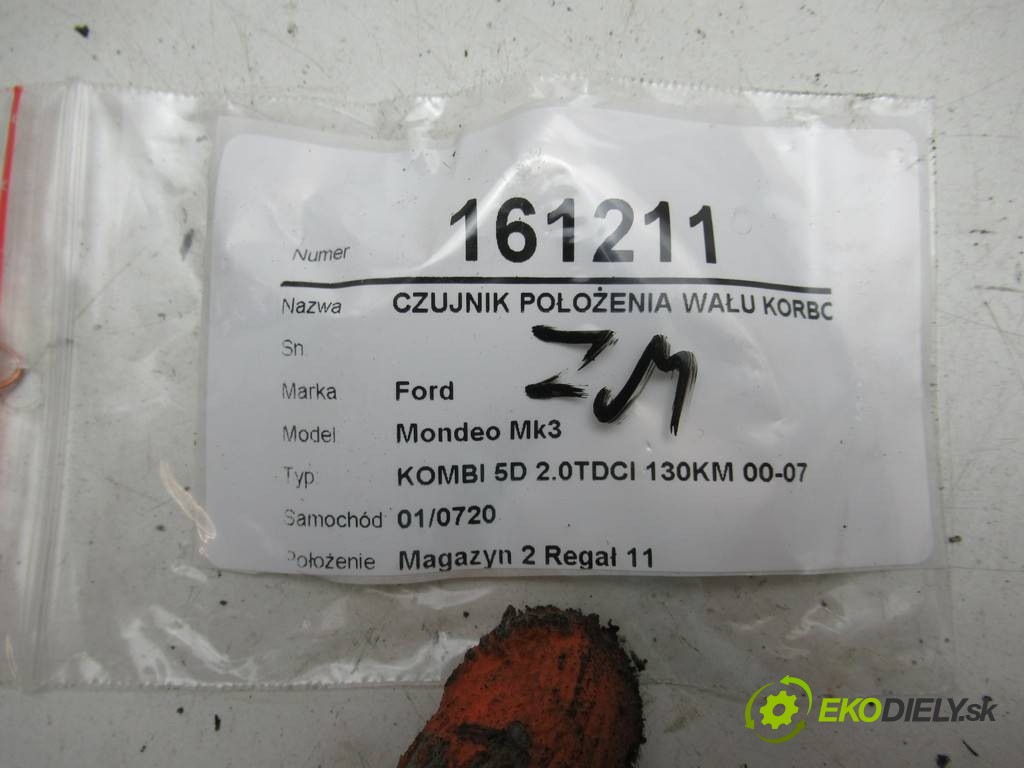 Numer 161211
Nazwa CZUJNIK POŁOŻENIA WAŁU KORBC
Sn
ZM
Marka Ford
Model Mondeo Mk3
Typ KOMBI 5D 2.0TDCI 130KM 00-07
Samochód 01/0720
Położenie Magazyn 2 Regał 11
EKODIELY.sk